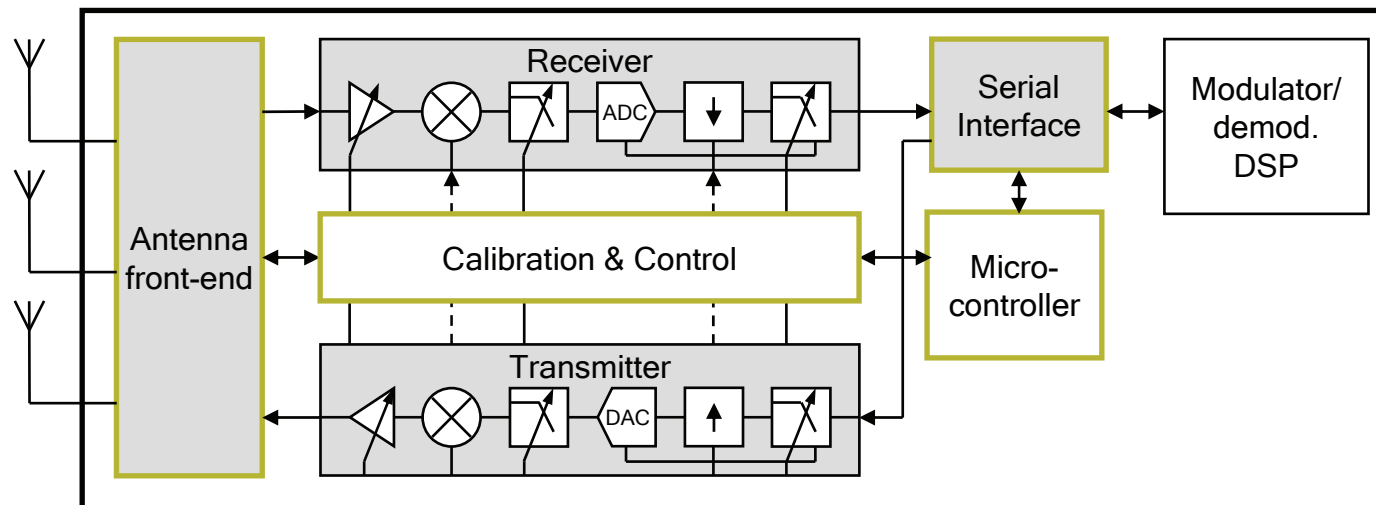 Receiver
ADC
Serial
Interface
Modulator/
demod.
DSP
Antenna
front-end
Calibration & Control
Micro-
controller
Transmitter
DAC